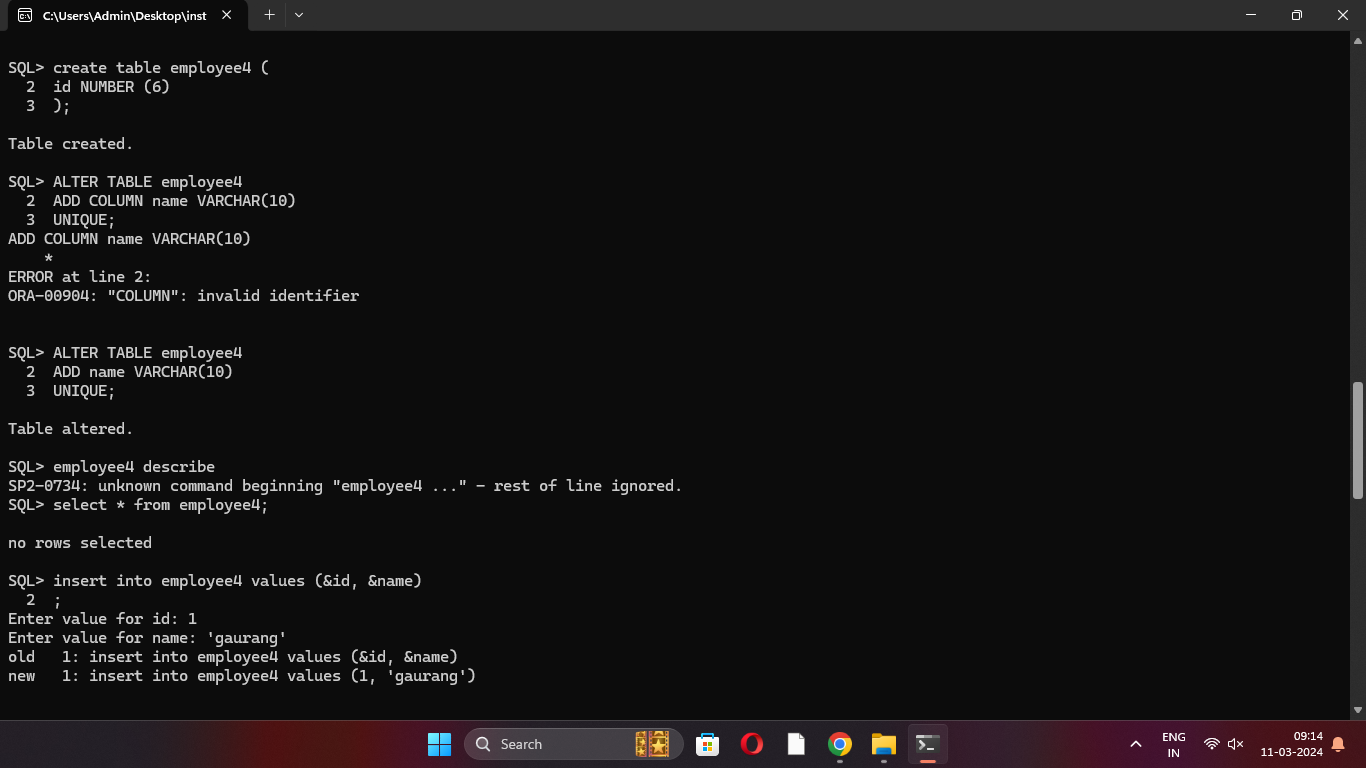 C:\Users\Admin\Desktop\inst
SQL> create table employee4 (
  2  id NUMBER (6)
  3  );
Table created.
SQL> ALTER TABLE employee4
  2  ADD COLUMN name VARCHAR(10)
  3  UNIQUE;
ADD COLUMN name VARCHAR(10)
    *
ERROR at line 2:
ORA-00904: "COLUMN": invalid identifier
SQL> ALTER TABLE employee4
  2  ADD name VARCHAR(10)
  3  UNIQUE;
Table altered.
SQL> employee4 describe
SP2-0734: unknown command beginning "employee4 ..." - rest of line ignored.
SQL> select * from employee4;
no rows selected
SQL> insert into employee4 values (&id, &name)
  2  ;
Enter value for id: 1
Enter value for name: 'gaurang'
old   1: insert into employee4 values (&id, &name)
new   1: insert into employee4 values (1, 'gaurang')
Search
ENG
IN
09:14
11-03-2024